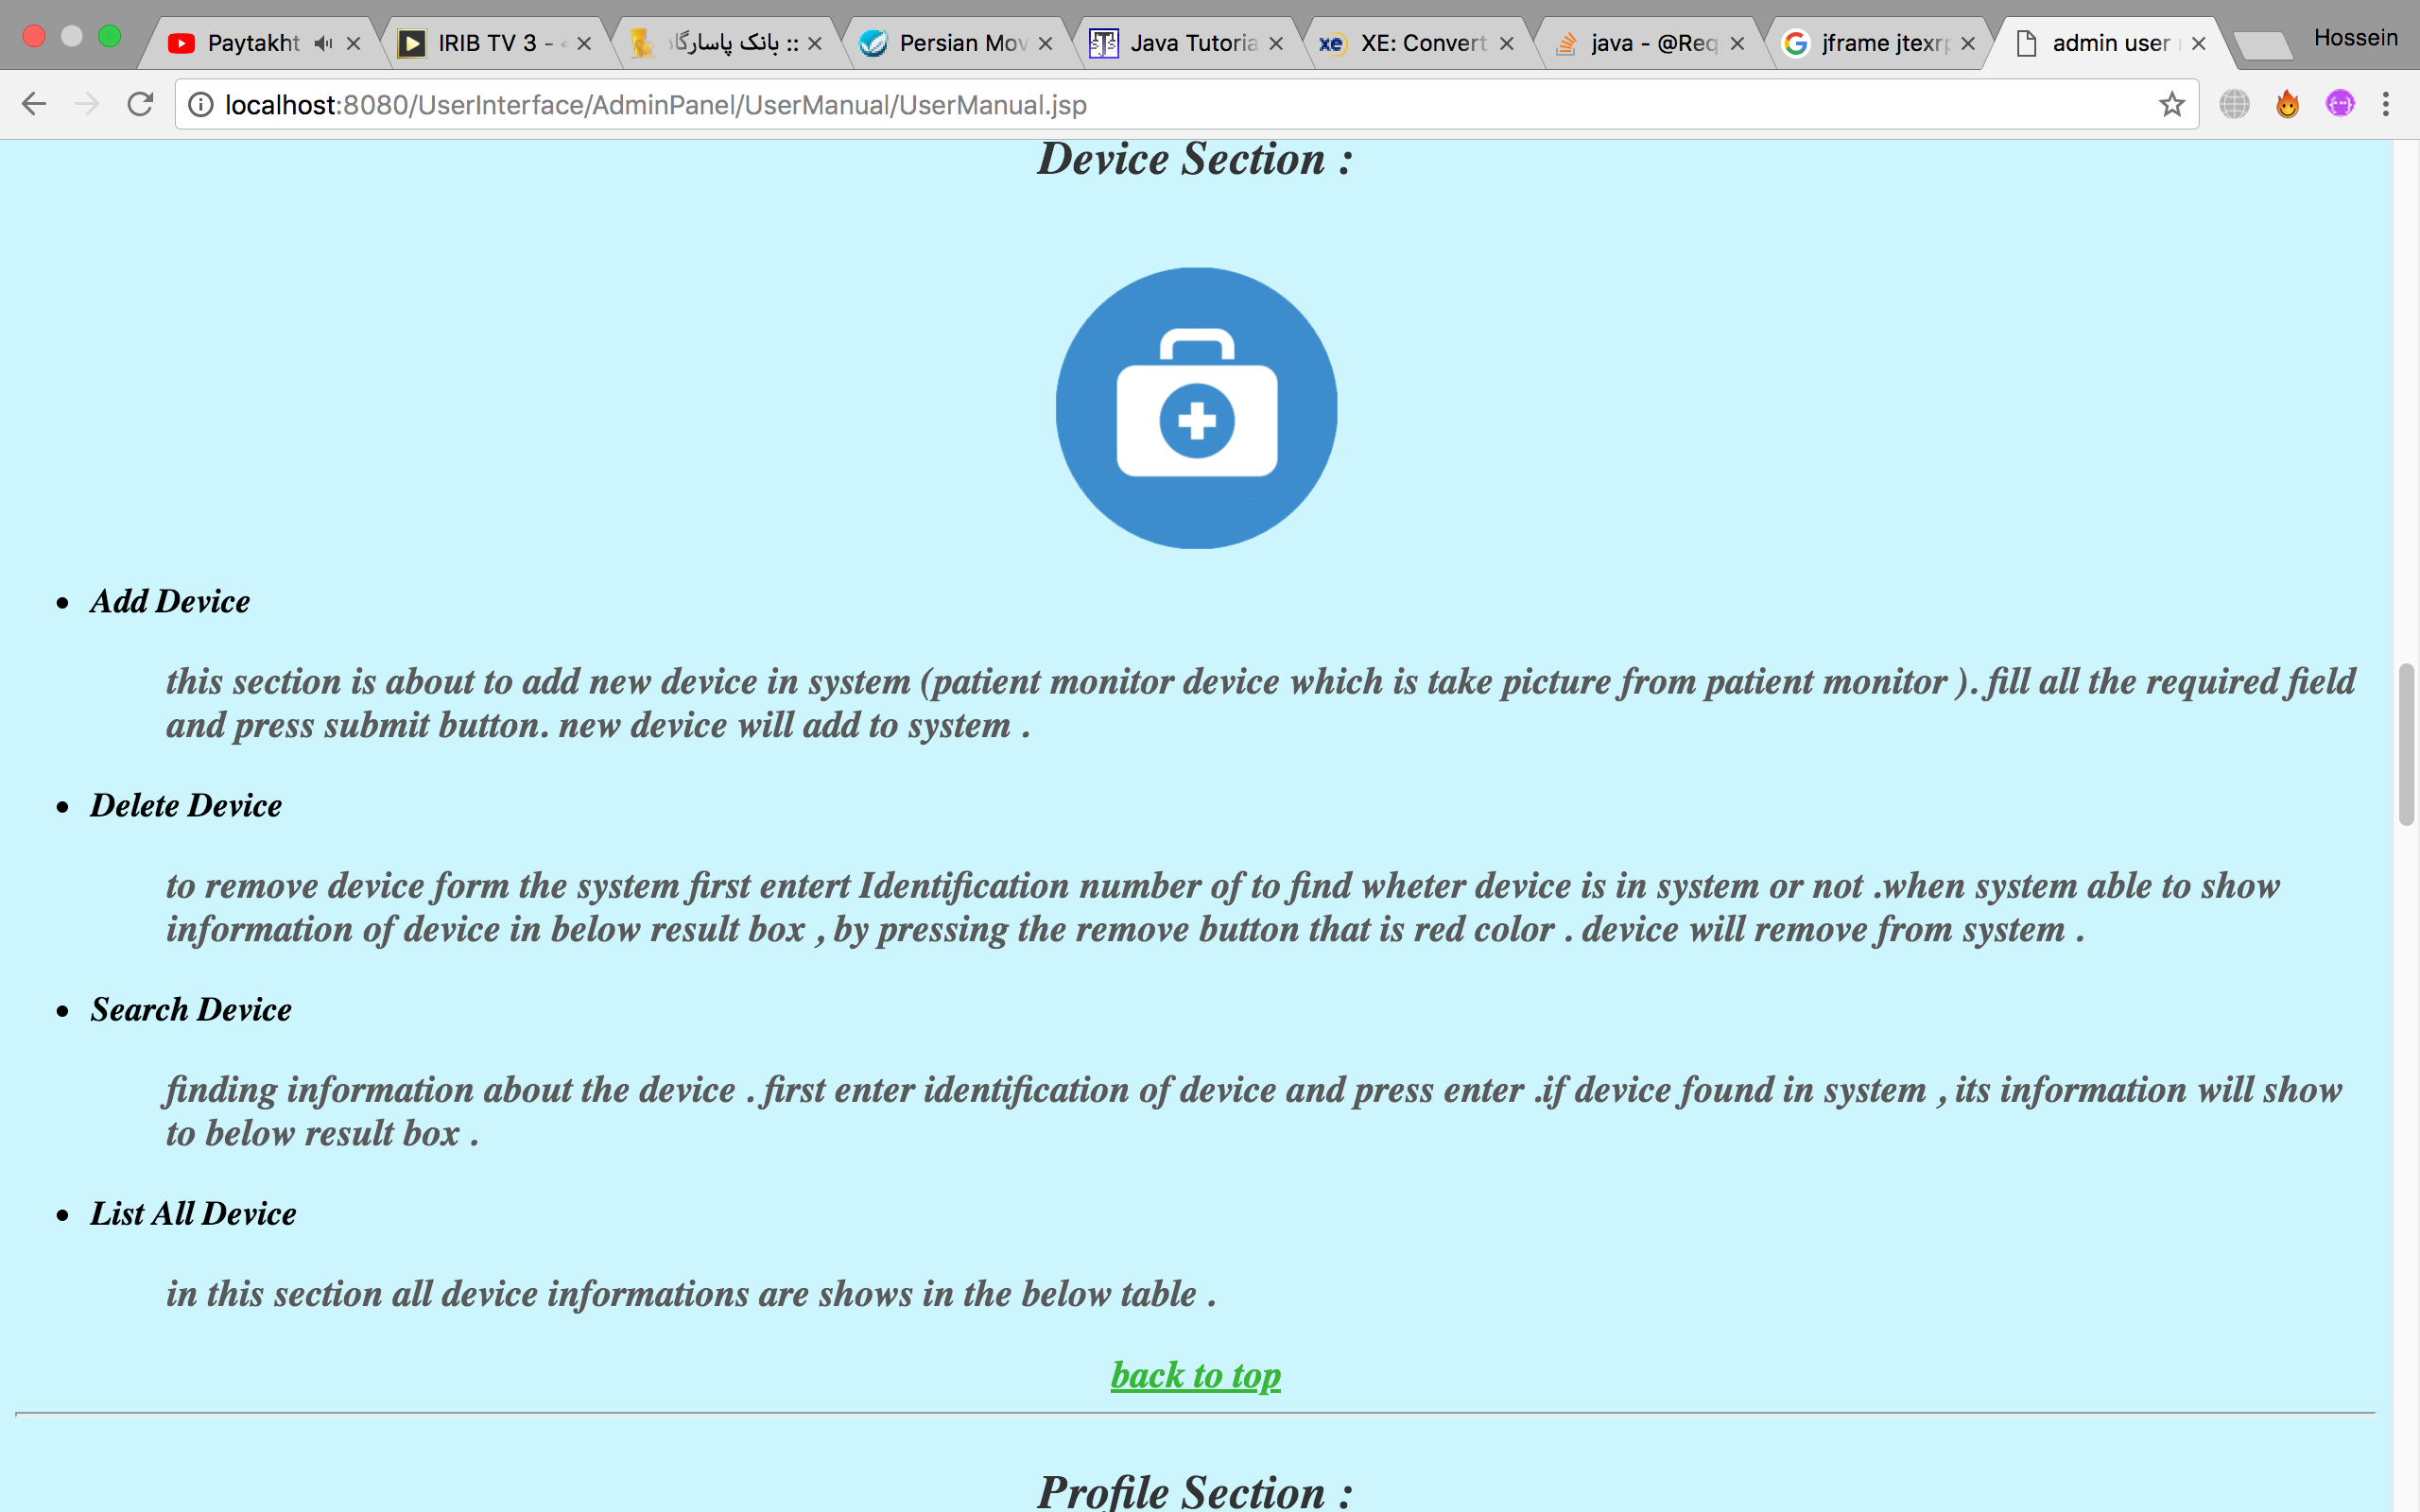 Paytakht
IRIB TV 3 -
بانک پاسارگاد ::
Persian Mov
Java Tutoria
XE: Convert
java - @Req
jframe jtexrp
admin user
Hossein
localhost:8080/UserInterface/AdminPanel/UserManual/UserManual.jsp
Device Section :
Add Device
this section is about to add new device in system (patient monitor device which is take picture from patient monitor ). fill all the required field
and press submit button. new device will add to system .
Delete Device
to remove device form the system first entert Identification number of to find wheter device is in system or not .when system able to show
information of device in below result box , by pressing the remove button that is red color . device will remove from system .
Search Device
finding information about the device . first enter identification of device and press enter .if device found in system , its information will show
to below result box .
List All Device
in this section all device informations are shows in the below table .
back to top
Profile Section :